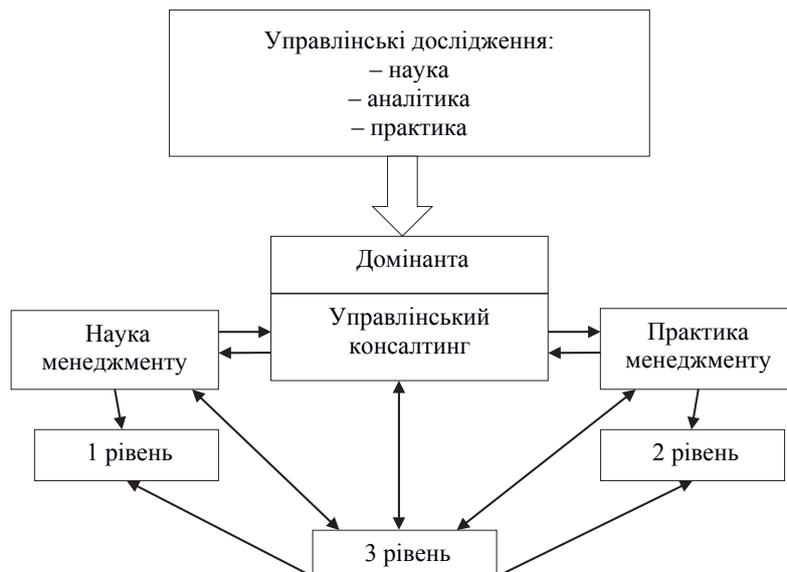 Управлінські дослідження:
– наука
– аналітика
– практика
Домінанта
Управлінський
консалтинг
Наука
менеджменту
Практика
менеджменту
1 рівень
2 рівень
3 рівень